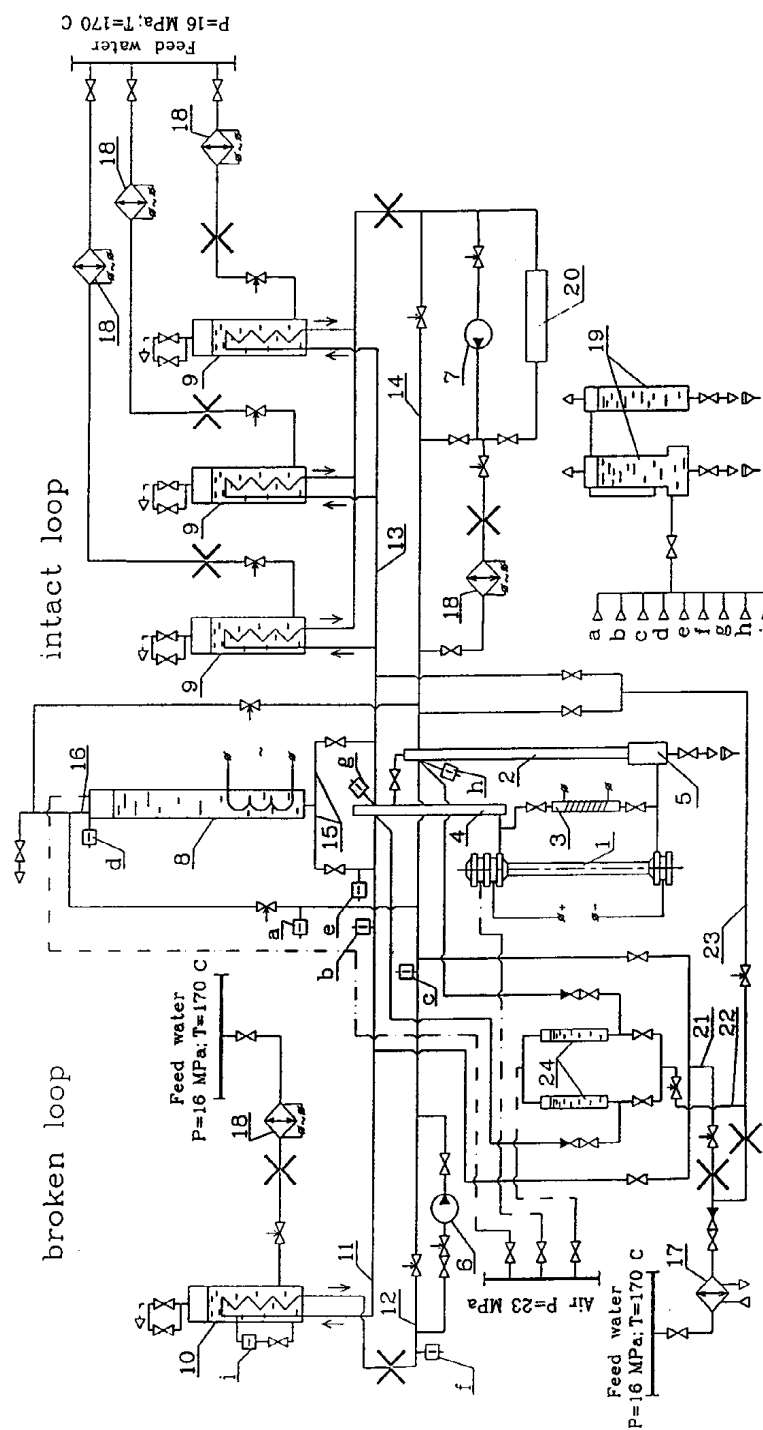 broken loop
intact loop
Feed water
P=16 MPa; T=170 C
Feed water
P=16 MPa; T=170 C
Feed water
P=16 MPa; T=170 C
Air P=23 MPa
18
18
18
18
18
9
9
9
10
i
11
12
f
6
b
a
e
c
d
8
16
15
g
h
4
2
5
3
1
13
14
7
20
19
a
b
c
d
e
f
g
h
i
17
21
22
23
24
+
-
~